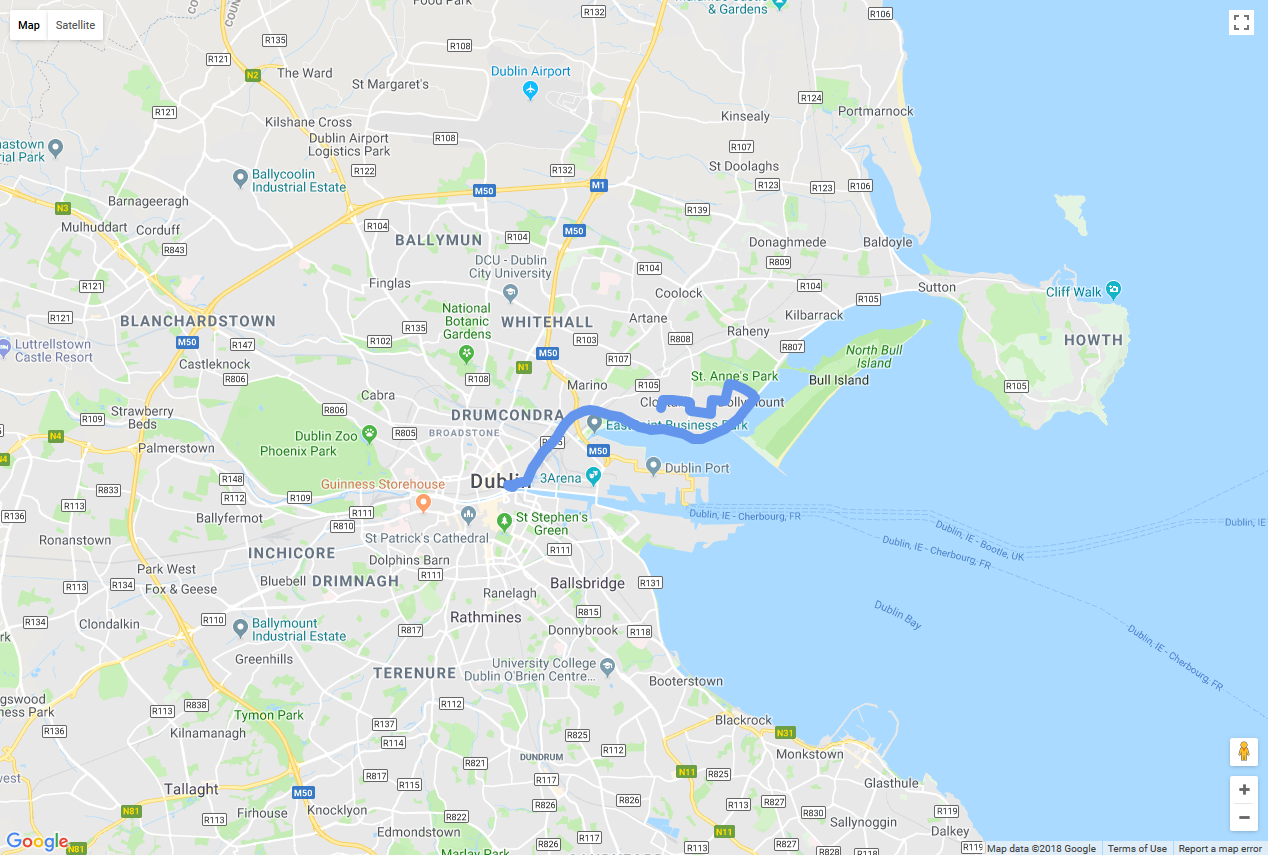 Map
Satellite
Food Park
R132
& Gardens
R106
R135
R108
R121
N2
The Ward
St Margaret's
Dublin Airport
R124
Portmarnock
R121
Kilshane Cross
Kinsealy
Dublin Airport
Logistics Park
R108
R107
St Doolaghs
R122
R132
Ballycoolin
Industrial Estate
M50
M1
R123
R123
R106
Barnageeragh
N3
Mulhuddart
Corduff
R104
R139
M50
BALLYMUN
R104
Donaghmede
Baldoyle
R843
DCU - Dublin
City University
R104
R809
Finglas
R121
Coolock
R104
R105
Sutton
Cliff Walk
National
Botanic
Gardens
R121
BLANCHARDSTOWN
WHITEHALL
Artane
Kilbarrack
R135
Raheny
HOWTH
M50
R147
R102
R103
R808
R807
Luttrellstown
Castle Resort
Castleknock
M50
R107
North Bull
Island
N1
R806
R108
Marino
R105
St. Anne's Park
Bull Island
R105
Cabra
Strawberry
Beds
R806
DRUMCONDRA
Eastpoint Business Park
N4
Dublin Zoo
R805
BROADSTONE
Phoenix Park
Palmerstown
M50
Dublin Port
N4
Dublin
3Arena
R148
Guinness Storehouse
R833
R112
R109
R136
Ballyfermot
R111
R810
St Stephen's
Green
Dublin, IE - Cherbourg, FR
Dublin, IE
Dublin, IE - Bootle, UK
Dublin, IE - Cherbourg, FR
Ronanstown
St Patrick's Cathedral
INCHICORE
Dolphins Barn
R111
Park West
R113
R134
Fox & Geese
Bluebell
DRIMNAGH
R111
Ballsbridge
R131
Ranelagh
R134
Clondalkin
R110
Ballymount
Industrial Estate
Rathmines
R815
Dublin Bay
R817
Donnybrook
R118
Dublin, IE - Cherbourg, FR
Greenhills
TERENURE
University College
Dublin O'Brien Centre...
Booterstown
R113
R838
Tymon Park
R112
R136
Kilnamanagh
R137
Blackrock
N31
R114
R825
R112
Monkstown
DUNDRUM
R821
R817
R115
R117
N11
R825
Glasthule
Tallaght
M50
N81
Firhouse
Knocklyon
R826
R826
R113
R827
R830
R119
R113
R822
Sallynoggin
Edmondstown
R826
R117
N11
Dalkey
Google
N81
Marlay Park
R113
R827
R119
Map data ©2018 Google
Terms of Use
Report a map error